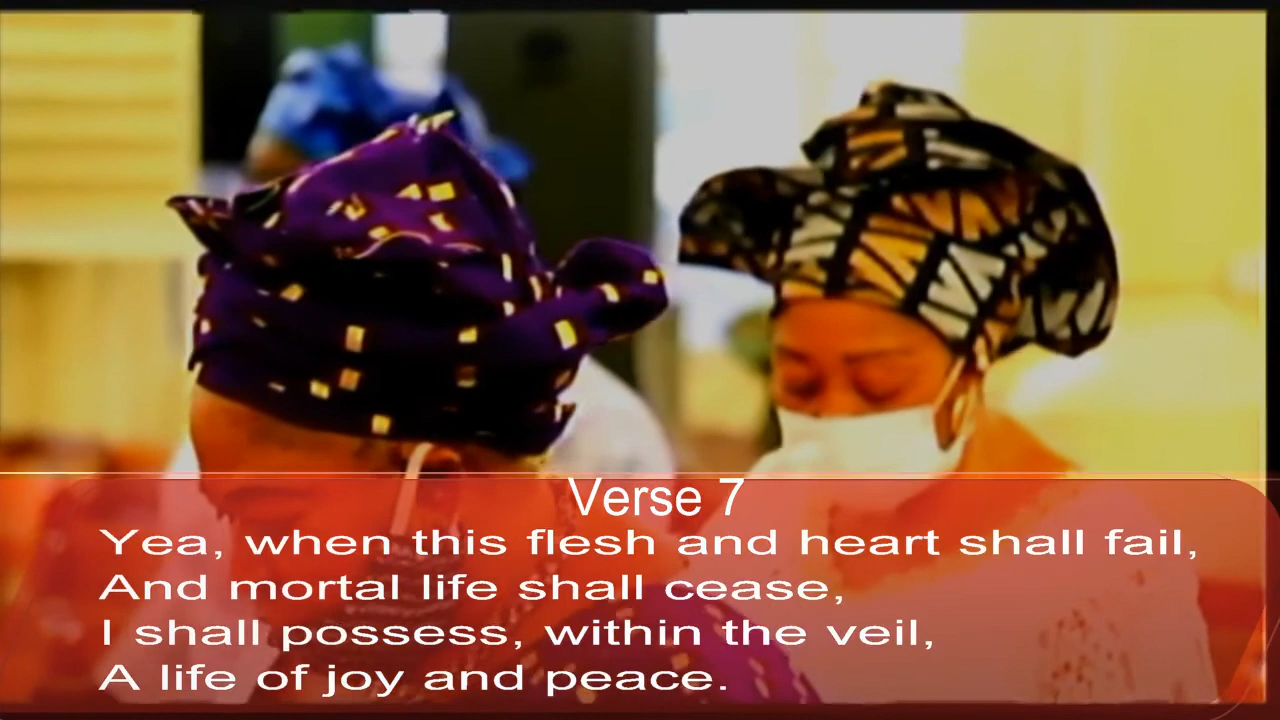 Verse 7
Yea, when this flesh and heart shall fail,
And mortal life shall cease,
I shall possess, within the veil,
A life of joy and peace.